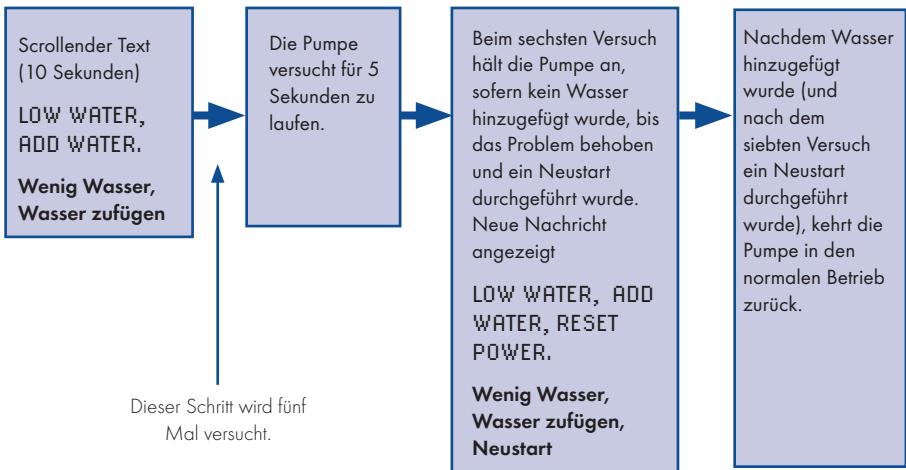 Scrollender Text
(10 Sekunden)
LOW WATER,
ADD WATER.
Wenig Wasser,
Wasser zufügen
Die Pumpe
versucht für 5
Sekunden zu
laufen.
Beim sechsten Versuch
hält die Pumpe an,
sofern kein Wasser
hinzugefügt wurde, bis
das Problem behoben
und ein Neustart
durchgeführt wurde.
Neue Nachricht
angezeigt
LOW WATER, ADD
WATER, RESET
POWER.
Wenig Wasser,
Wasser zufügen,
Neustart
Nachdem Wasser
hinzugefügt
wurde (und
nach dem
siebten Versuch
ein Neustart
durchgeführt
wurde), kehrt die
Pumpe in den
normalen Betrieb
zurück.
Dieser Schritt wird fünf
Mal versucht.